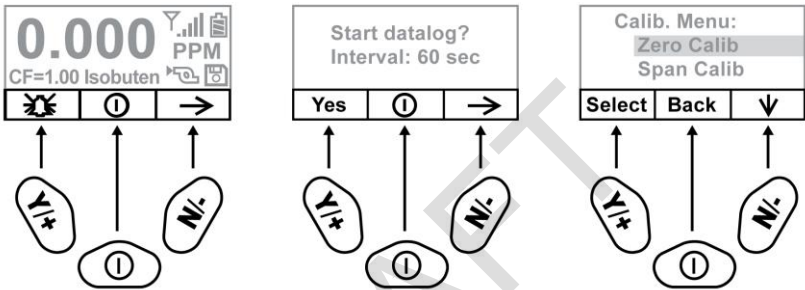 0.000
PPM
CF=1.00 Isobuten
Y/+
N/-
Start datalog?
Interval: 60 sec
Yes
Y/+
N/-
Calib. Menu:
Zero Calib
Span Calib
Select Back
Y/+
N/-